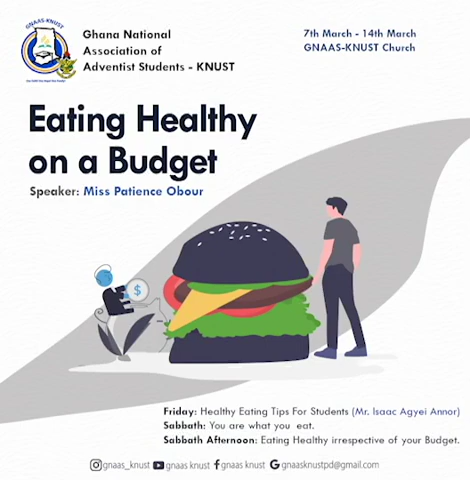 GNAAS-KNUST
Ghana National
Association of
Adventist Students - KNUST
7th March - 14th March
GNAAS-KNUST Church
Eating Healthy
on a Budget
Speaker: Miss Patience Obour
$
Friday: Healthy Eating Tips For Students (Mr. Isaac Agyei Annor)
Sabbath: You are what you eat.
Sabbath Afternoon: Eating Healthy irrespective of your Budget.
gnaas_knust gnaas knust gnaas knust gnaasknustpd@gmail.com